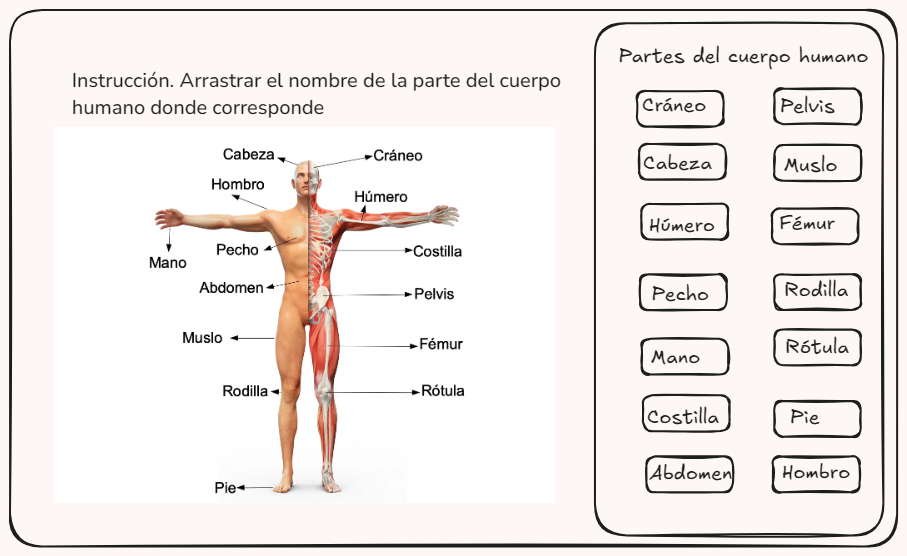 Instrucción. Arrastrar el nombre de la parte del cuerpo
humano donde corresponde
Cabeza
Cráneo
Hombro
Húmero
Mano
Pecho
Costilla
Abdomen
Pelvis
Muslo
Fémur
Rodilla
Rótula
Pie
Partes del cuerpo humano
Cráneo
Pelvis
Cabeza
Muslo
Húmero
Fémur
Pecho
Rodilla
Mano
Rótula
Costilla
Pie
Abdomen
Hombro